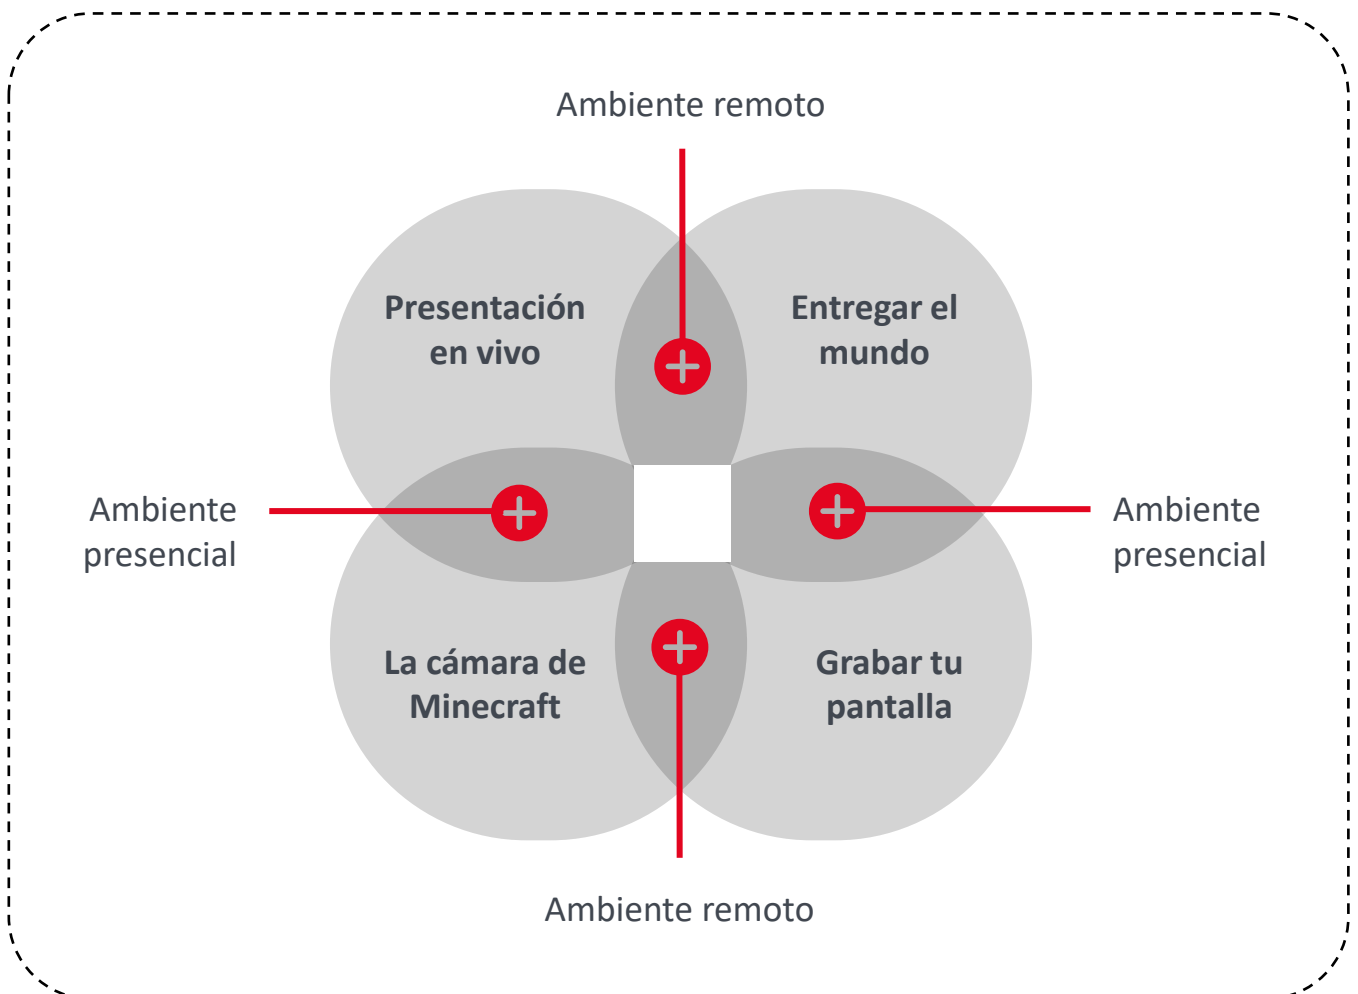 Ambiente remoto
Presentación
en vivo
Entregar el
mundo
Ambiente
presencial
Ambiente
presencial
La cámara de
Minecraft
Grabar tu
pantalla
Ambiente remoto